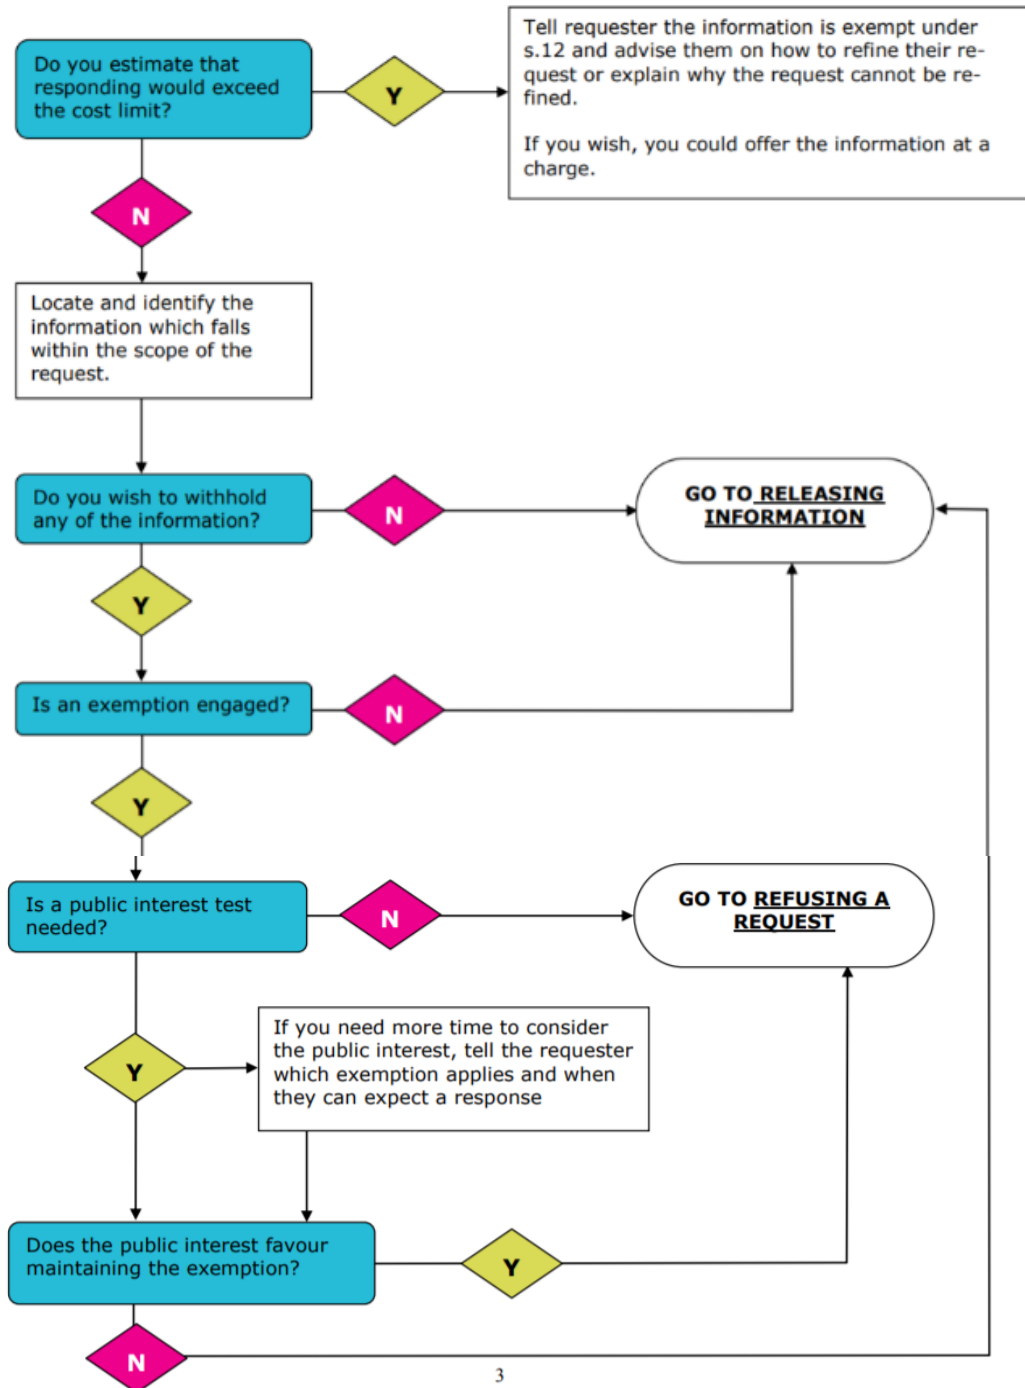 Do you estimate that
responding would exceed
the cost limit?
Y
Tell requester the information is exempt under
s.12 and advise them on how to refine their re-
quest or explain why the request cannot be re-
fined.
If you wish, you could offer the information at a
charge.
N
Locate and identify the
information which falls
within the scope of the
request.
Do you wish to withhold
any of the information?
N
GO TO RELEASING
INFORMATION
Y
Is an exemption engaged?
N
Y
Is a public interest test
needed?
N
GO TO REFUSING A
REQUEST
Y
If you need more time to consider
the public interest, tell the requester
which exemption applies and when
they can expect a response
Does the public interest favour
maintaining the exemption?
Y
N
3